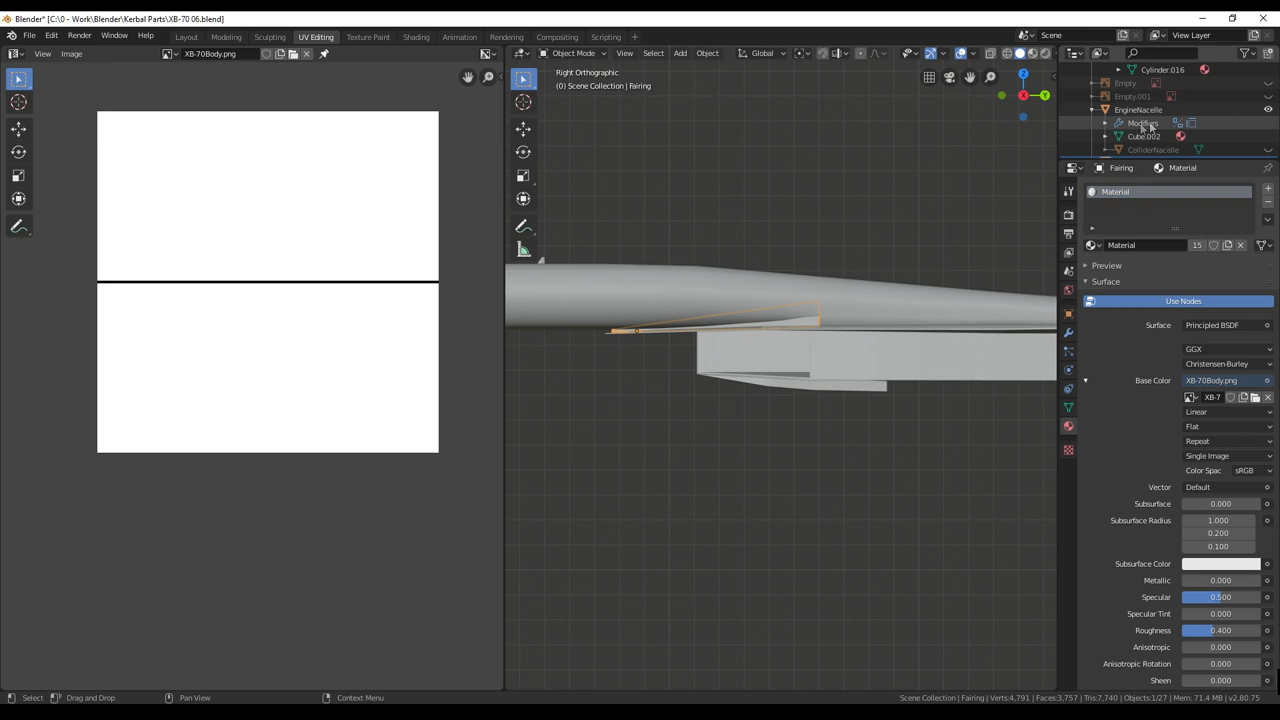 Blender* [C:\0 - Work\Blender\Kerbal Parts\XB-70 06.blend]
File Edit Render Window Help Layout Modeling Sculpting UV Editing Texture Paint Shading Animation Rendering Compositing Scripting + Scene View Layer
View Image XB-70Body.png Object Mode View Select Add Object Global
Right Orthographic
(0) Scene Collection | Fairing
Cylinder.016
Empty
Empty.001
EngineNacelle
Modifiers
Cube.002
ColliderNacelle
Fairing Material
Material
Material 15
Preview
Surface
Use Nodes
Surface Principled BSDF
GGX
Christensen-Burley
Base Color XB-70Body.png
XB-7
Linear
Flat
Repeat
Single Image
Color Spac sRGB
Vector Default
Subsurface 0.000
Subsurface Radius 1.000
0.200
0.100
Subsurface Color
Metallic 0.000
Specular 0.500
Specular Tint 0.000
Roughness 0.400
Anisotropic 0.000
Anisotropic Rotation 0.000
Sheen 0.000
Select Drag and Drop Pan View Context Menu Scene Collection | Fairing | Verts:4,791 | Faces:3,757 | Tris:7,740 | Objects:1/27 | Mem: 71.4 MB | v2.80.75